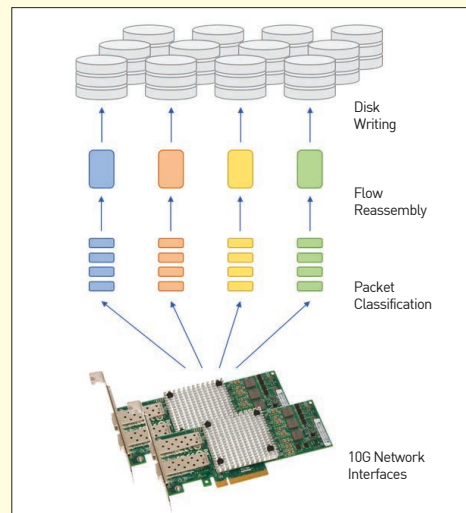 Disk
Writing
Flow
Reassembly
Packet
Classification
10G Network
Interfaces